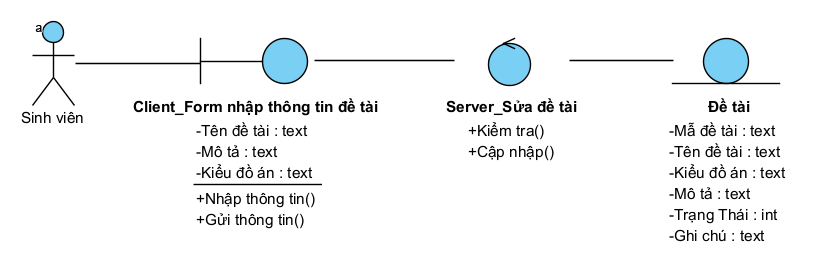 a
Sinh viên
Client_Form nhập thông tin đề tài
-Tên đề tài : text
-Mô tả : text
-Kiểu đồ án : text
+Nhập thông tin()
+Gửi thông tin()
Server_Sửa đề tài
+Kiểm tra()
+Cập nhập()
Đề tài
-Mẫ đề tài : text
-Tên đề tài : text
-Kiểu đồ án : text
-Mô tả : text
-Trạng Thái : int
-Ghi chú : text